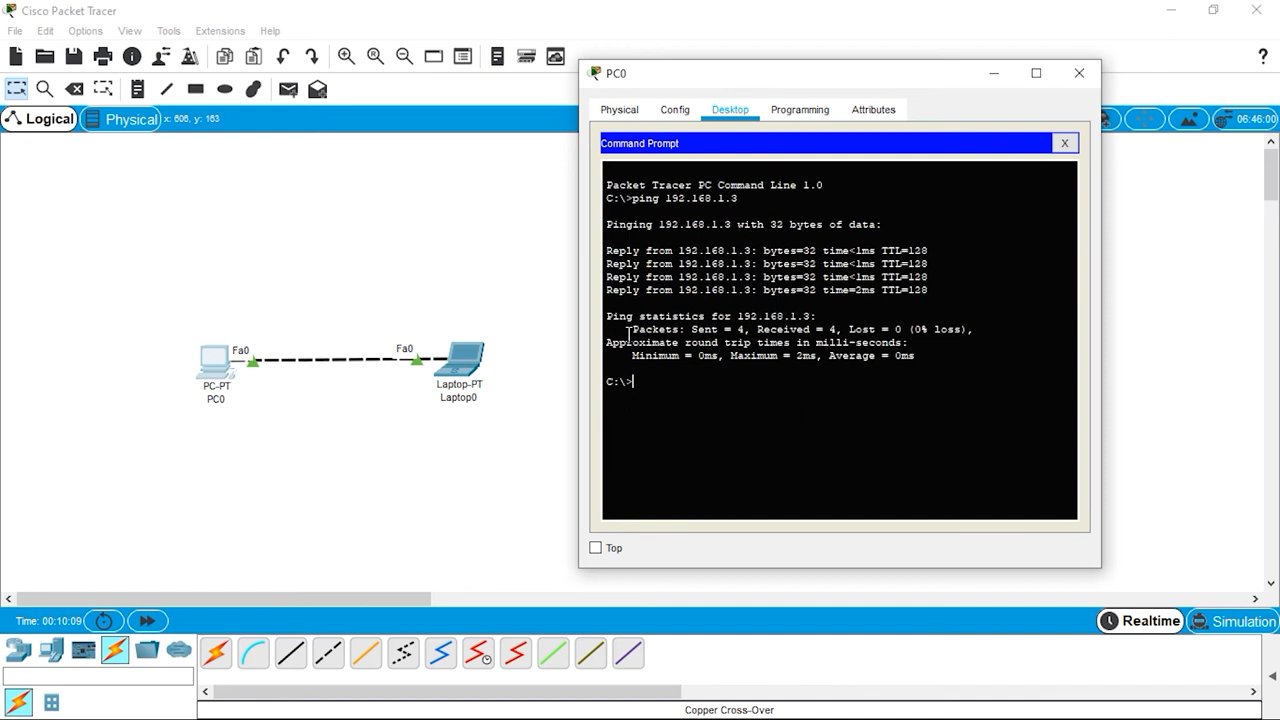 Cisco Packet Tracer
File Edit Options View Tools Extensions Help
?
PC0
Physical Config Desktop Programming Attributes
Logical Physical x: 606, y: 163
06:46:00
Command Prompt X
Packet Tracer PC Command Line 1.0
C:\>ping 192.168.1.3
Pinging 192.168.1.3 with 32 bytes of data:
Reply from 192.168.1.3: bytes=32 time<1ms TTL=128
Reply from 192.168.1.3: bytes=32 time<1ms TTL=128
Reply from 192.168.1.3: bytes=32 time<1ms TTL=128
Reply from 192.168.1.3: bytes=32 time=2ms TTL=128
Ping statistics for 192.168.1.3:
Packets: Sent = 4, Received = 4, Lost = 0 (0% loss),
Approximate round trip times in milli-seconds:
Minimum = 0ms, Maximum = 2ms, Average = 0ms
C:\>
Fa0 Fa0
PC-PT
PC0
Laptop-PT
Laptop0
Top
Time: 00:10:09
Realtime Simulation
Copper Cross-Over